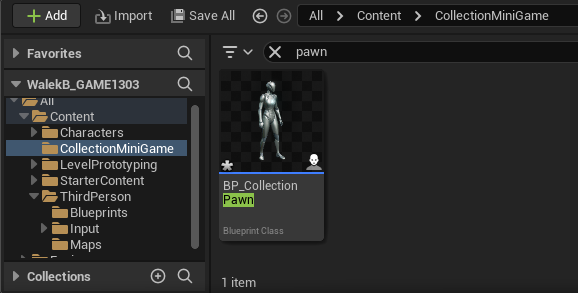 Add
Import
Save All
All > Content > CollectionMiniGame
Favorites
WalekB_GAME1303
All
Content
Characters
CollectionMiniGame
LevelPrototyping
StarterContent
ThirdPerson
Blueprints
Input
Maps
Collections
pawn
BP_Collection
Pawn
Blueprint Class
1 item